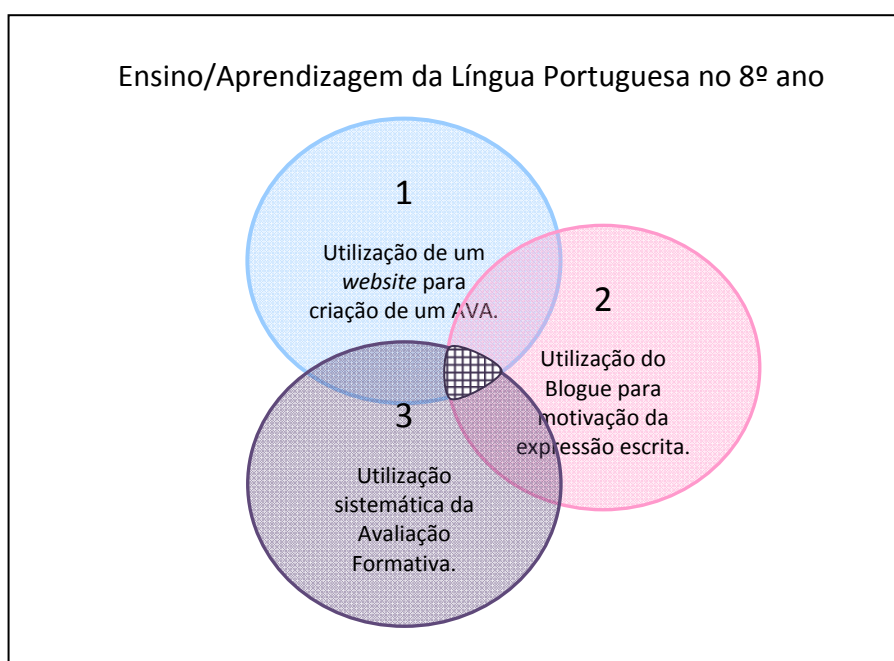 Ensino/Aprendizagem da Língua Portuguesa no 8º ano
1
Utilização de um
website para
criação de um AVA.
2
Utilização do
Blogue para
motivação da
expressão escrita.
3
Utilização
sistemática da
Avaliação
Formativa.